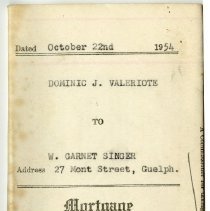 Dated October 22nd 1954
DOMINIC J. VALERIOTE
TO
W. GARNET SINGER
Address 27 Mont Street, Guelph.
Mortgage